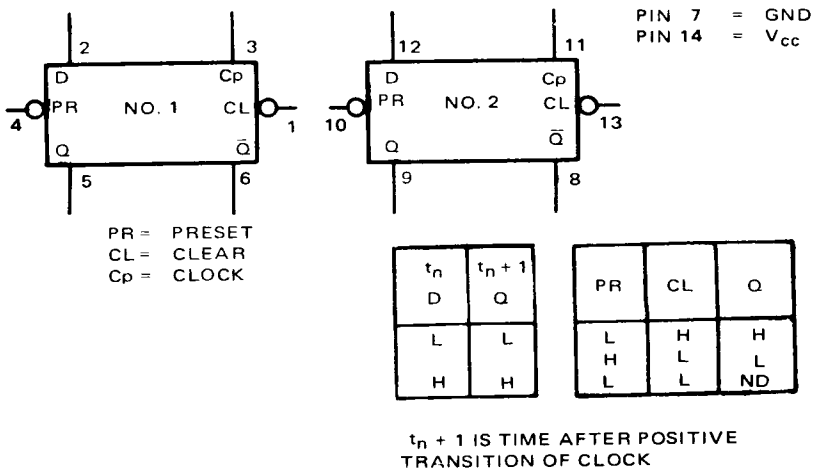 PIN 7 = GND
PIN 14 = Vcc
2 3
D Cp
PR NO. 1 CL
4 1
Q Q̅
5 6
12 11
D Cp
PR NO. 2 CL
10 13
Q Q̅
9 8
PR = PRESET
CL = CLEAR
Cp = CLOCK
tn tn + 1
D Q
L L
H H
PR CL Q
L H H
H L L
L L ND
tn + 1 IS TIME AFTER POSITIVE
TRANSITION OF CLOCK